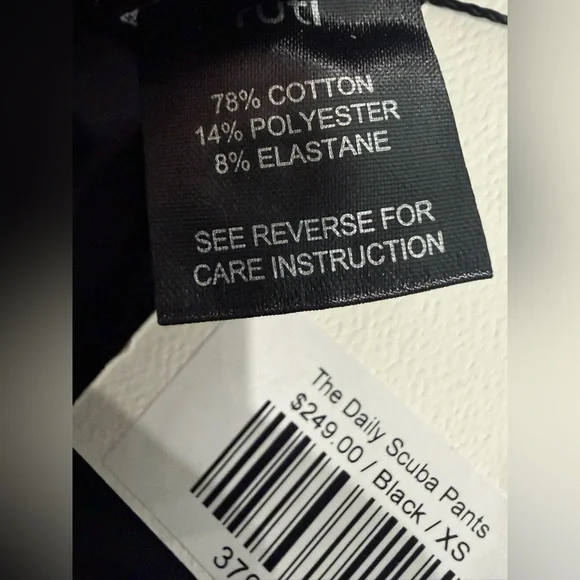 78% COTTON
14% POLYESTER
8% ELASTANE
SEE REVERSE FOR
CARE INSTRUCTION
The Daily Scuba Pants
$249.00 / Black / XS